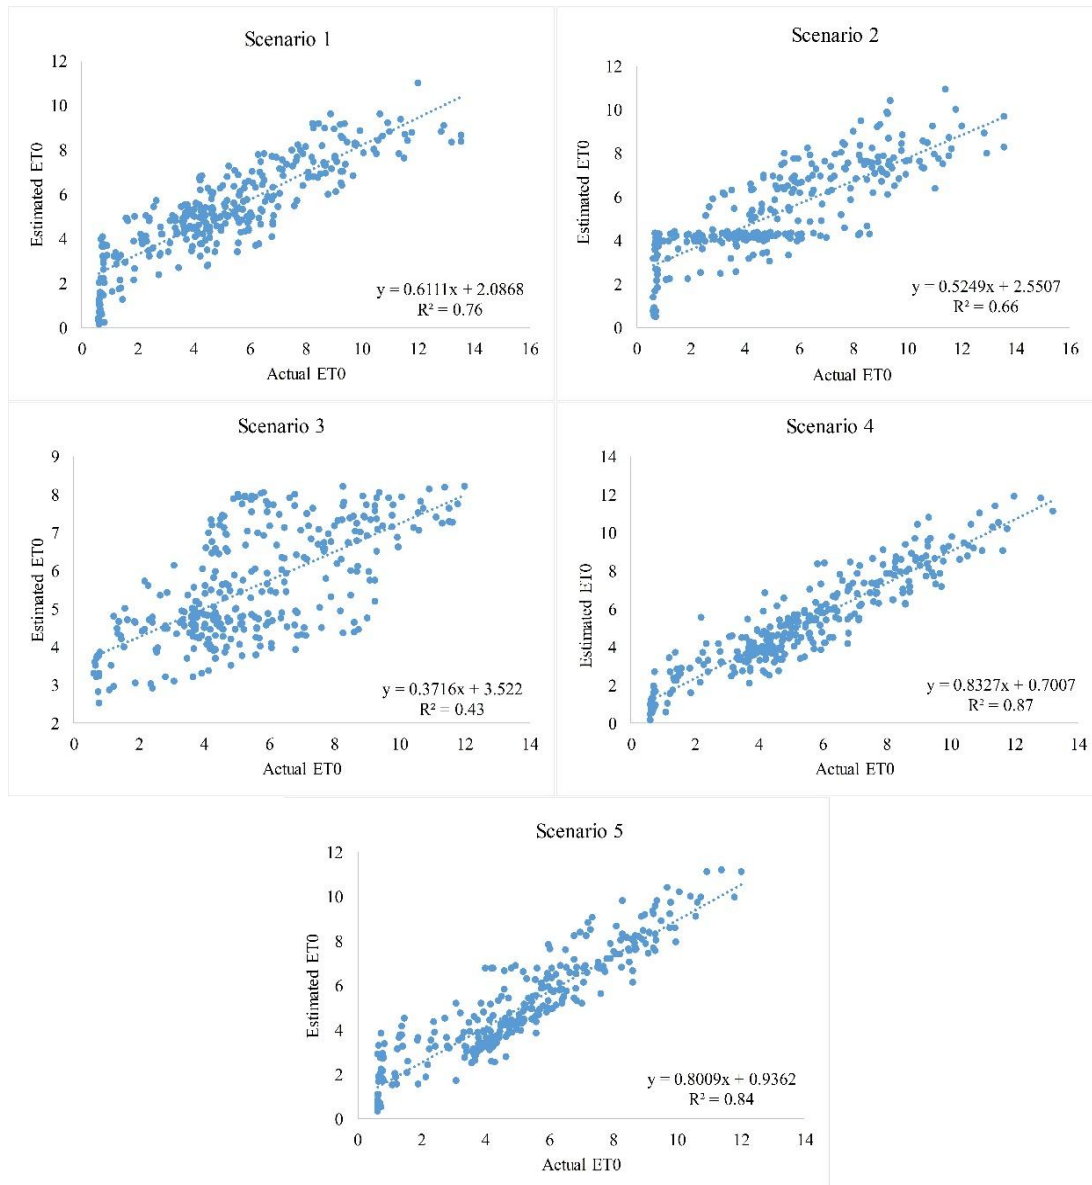 Scenario 1
12
10
8
6
4
2
0
Estimated ET0
y = 0.6111x + 2.0868
R² = 0.76
0 2 4 6 8 10 12 14 16
Actual ET0
Scenario 2
12
10
8
6
4
2
0
Estimated ET0
y = 0.5249x + 2.5507
R² = 0.66
0 2 4 6 8 10 12 14 16
Actual ET0
Scenario 3
9
8
7
6
5
4
3
2
Estimated ET0
y = 0.3716x + 3.522
R² = 0.43
0 2 4 6 8 10 12 14
Actual ET0
Scenario 4
14
12
10
8
6
4
2
0
Estimated ET0
y = 0.8327x + 0.7007
R² = 0.87
0 2 4 6 8 10 12 14
Actual ET0
Scenario 5
12
10
8
6
4
2
0
Estimated ET0
y = 0.8009x + 0.9362
R² = 0.84
0 2 4 6 8 10 12 14
Actual ET0